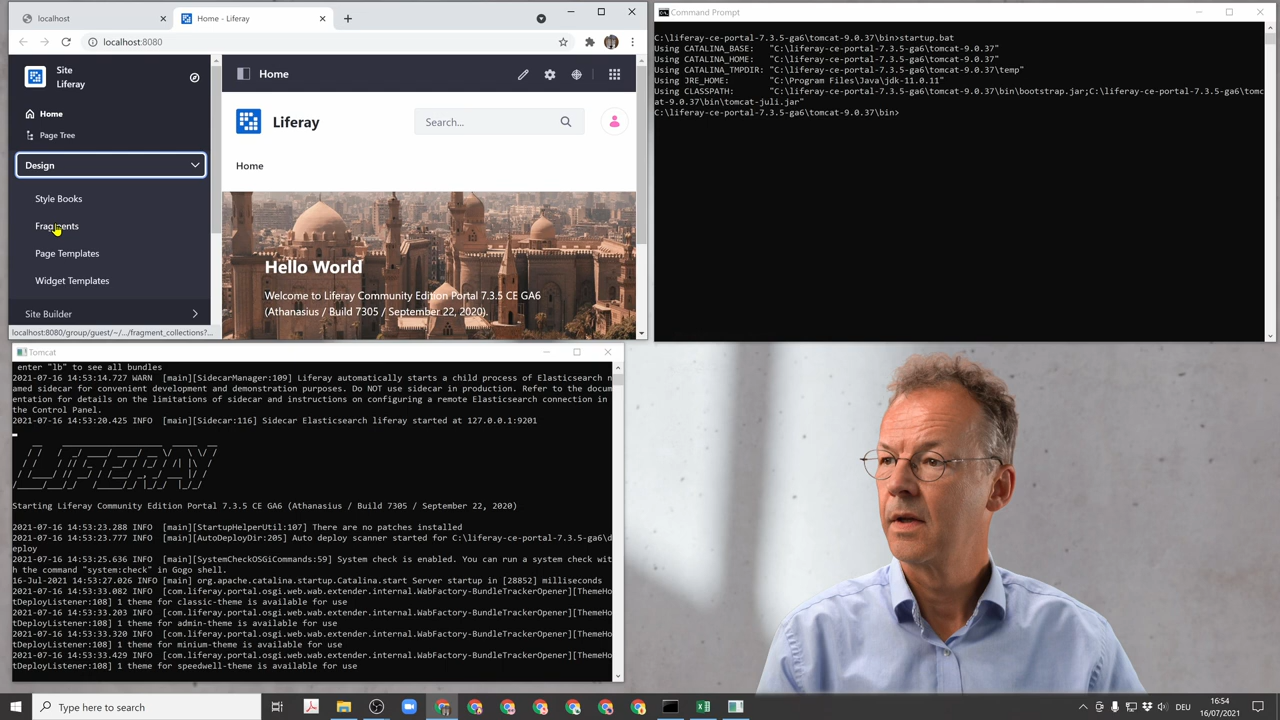 localhost
Home - Liferay
localhost:8080
Site
Liferay
Home
Page Tree
Design
Style Books
Fragments
Page Templates
Widget Templates
Site Builder
localhost:8080/group/guest/~/.../fragment_collections?...
Home
Liferay
Search...
Home
Hello World
Welcome to Liferay Community Edition Portal 7.3.5 CE GA6
(Athanasius / Build 7305 / September 22, 2020).
Command Prompt
C:\liferay-ce-portal-7.3.5-ga6\tomcat-9.0.37\bin>startup.bat
Using CATALINA_BASE: "C:\liferay-ce-portal-7.3.5-ga6\tomcat-9.0.37"
Using CATALINA_HOME: "C:\liferay-ce-portal-7.3.5-ga6\tomcat-9.0.37"
Using CATALINA_TMPDIR: "C:\liferay-ce-portal-7.3.5-ga6\tomcat-9.0.37\temp"
Using JRE_HOME: "C:\Program Files\Java\jdk-11.0.11"
Using CLASSPATH: "C:\liferay-ce-portal-7.3.5-ga6\tomcat-9.0.37\bin\bootstrap.jar;C:\liferay-ce-portal-7.3.5-ga6\tomc
at-9.0.37\bin\tomcat-juli.jar"
C:\liferay-ce-portal-7.3.5-ga6\tomcat-9.0.37\bin>
Tomcat
enter "lb" to see all bundles
2021-07-16 14:53:14.727 WARN [main][SidecarManager:109] Liferay automatically starts a child process of Elasticsearch n
amed sidecar for convenient development and demonstration purposes. Do NOT use sidecar in production. Refer to the docum
entation for details on the limitations of sidecar and instructions on configuring a remote Elasticsearch connection in
the Control Panel.
2021-07-16 14:53:20.425 INFO [main][Sidecar:116] Sidecar Elasticsearch liferay started at 127.0.0.1:9201
Starting Liferay Community Edition Portal 7.3.5 CE GA6 (Athanasius / Build 7305 / September 22, 2020)
2021-07-16 14:53:23.288 INFO [main][StartupHelperUtil:107] There are no patches installed
2021-07-16 14:53:23.777 INFO [main][AutoDeployDir:205] Auto deploy scanner started for C:\liferay-ce-portal-7.3.5-ga6\d
eploy
2021-07-16 14:53:25.636 INFO [main][SystemCheckOSGiCommands:59] System check is enabled. You can run a system check wit
h the command "system:check" in Gogo shell.
16-Jul-2021 14:53:27.026 INFO [main] org.apache.catalina.startup.Catalina.start Server startup in [28852] milliseconds
2021-07-16 14:53:33.082 INFO [com.liferay.portal.osgi.web.wab.extender.internal.WabFactory-BundleTrackerOpener][ThemeHo
tDeployListener:108] 1 theme for classic-theme is available for use
2021-07-16 14:53:33.203 INFO [com.liferay.portal.osgi.web.wab.extender.internal.WabFactory-BundleTrackerOpener][ThemeHo
tDeployListener:108] 1 theme for admin-theme is available for use
2021-07-16 14:53:33.320 INFO [com.liferay.portal.osgi.web.wab.extender.internal.WabFactory-BundleTrackerOpener][ThemeHo
tDeployListener:108] 1 theme for minium-theme is available for use
2021-07-16 14:53:33.429 INFO [com.liferay.portal.osgi.web.wab.extender.internal.WabFactory-BundleTrackerOpener][ThemeHo
tDeployListener:108] 1 theme for speedwell-theme is available for use
Type here to search
DEU
16:54
16/07/2021